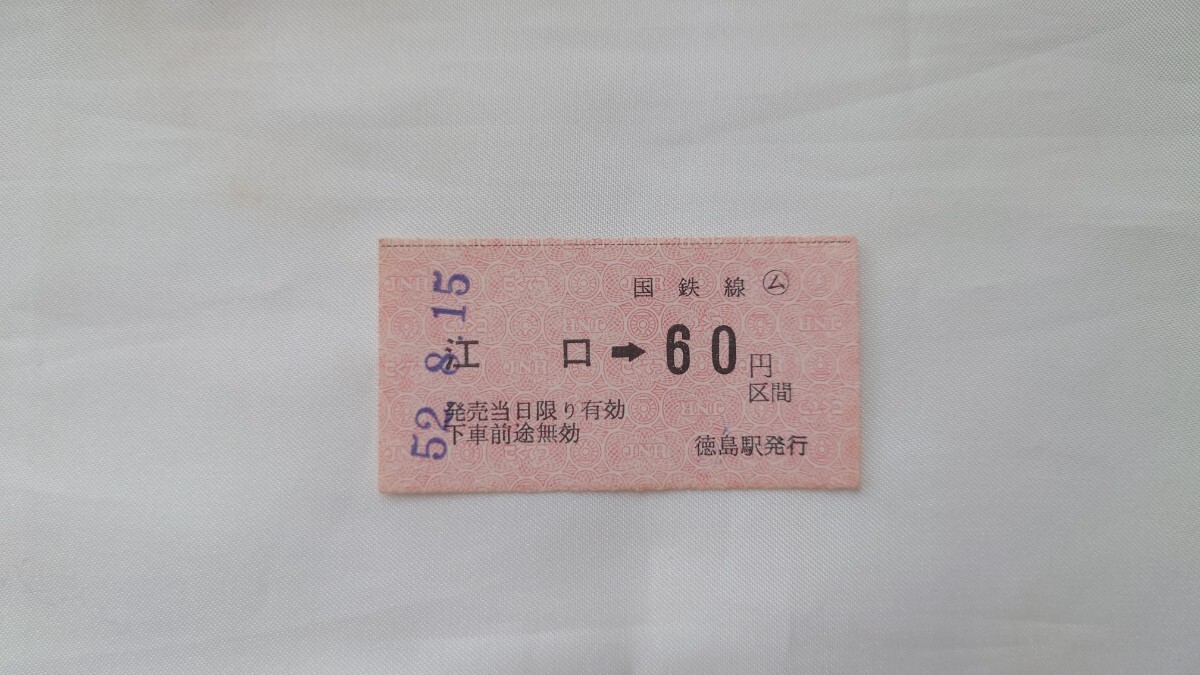 国鉄線 ㋰
江口➡60円
区間
発売当日限り有効
下車前途無効
徳島駅発行
52.8.15